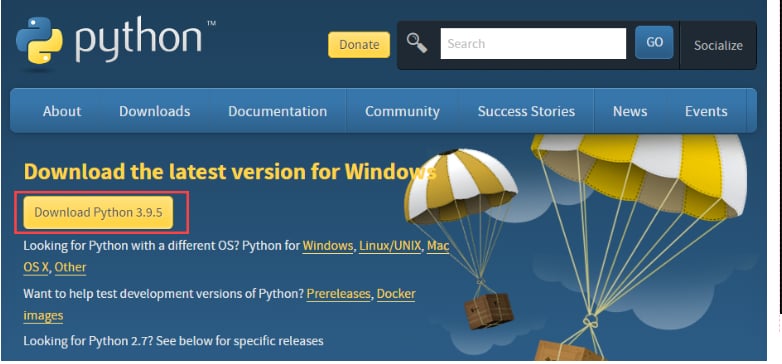 python™
Donate
Search
GO
Socialize
About Downloads Documentation Community Success Stories News Events
Download the latest version for Windows
Download Python 3.9.5
Looking for Python with a different OS? Python for Windows, Linux/UNIX, Mac
OS X, Other
Want to help test development versions of Python? Prereleases, Docker
images
Looking for Python 2.7? See below for specific releases